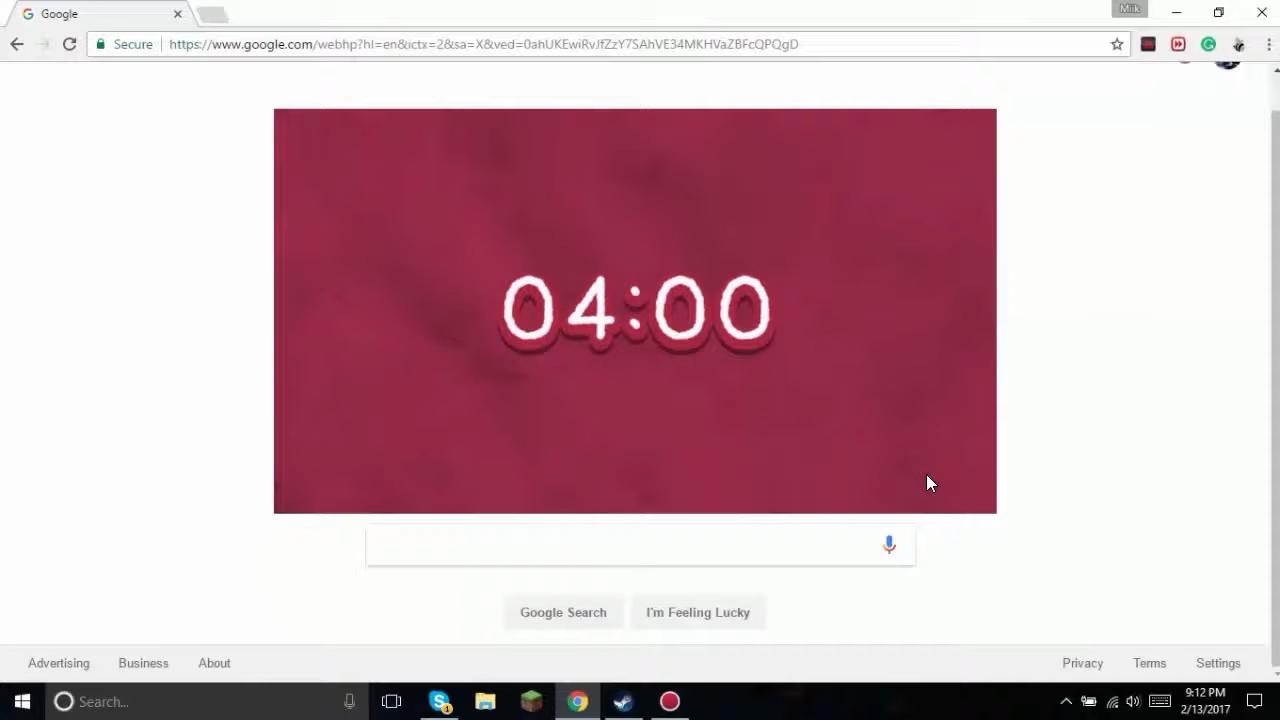 Google
Milk
Secure
https://www.google.com/webhp?hl=en&ictx=2&sa=X&ved=0ahUKEwiRvJfZzY7SAhVE34MKHVaZBFcQPQgD
04:00
Google Search
I'm Feeling Lucky
Advertising
Business
About
Privacy
Terms
Settings
Search...
9:12 PM
2/13/2017